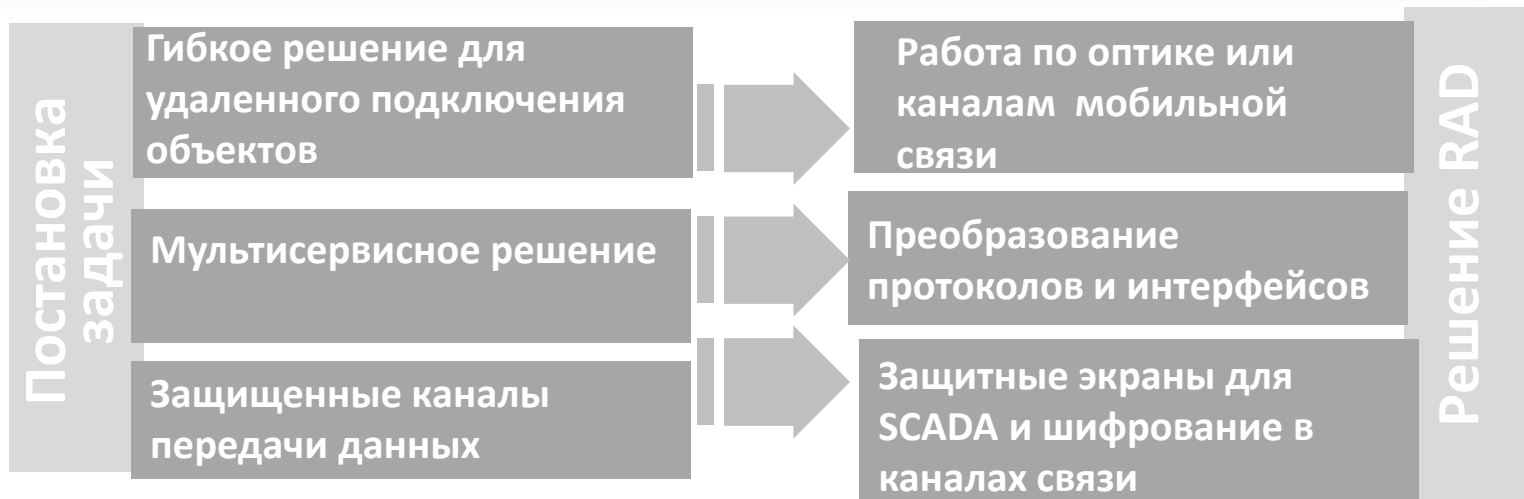 Постановка
задачи
Гибкое решение для
удаленного подключения
объектов
Работа по оптике или
каналам мобильной
связи
Мультисервисное решение
Преобразование
протоколов и интерфейсов
Защищенные каналы
передачи данных
Защитные экраны для
SCADA и шифрование в
каналах связи
Решение RAD